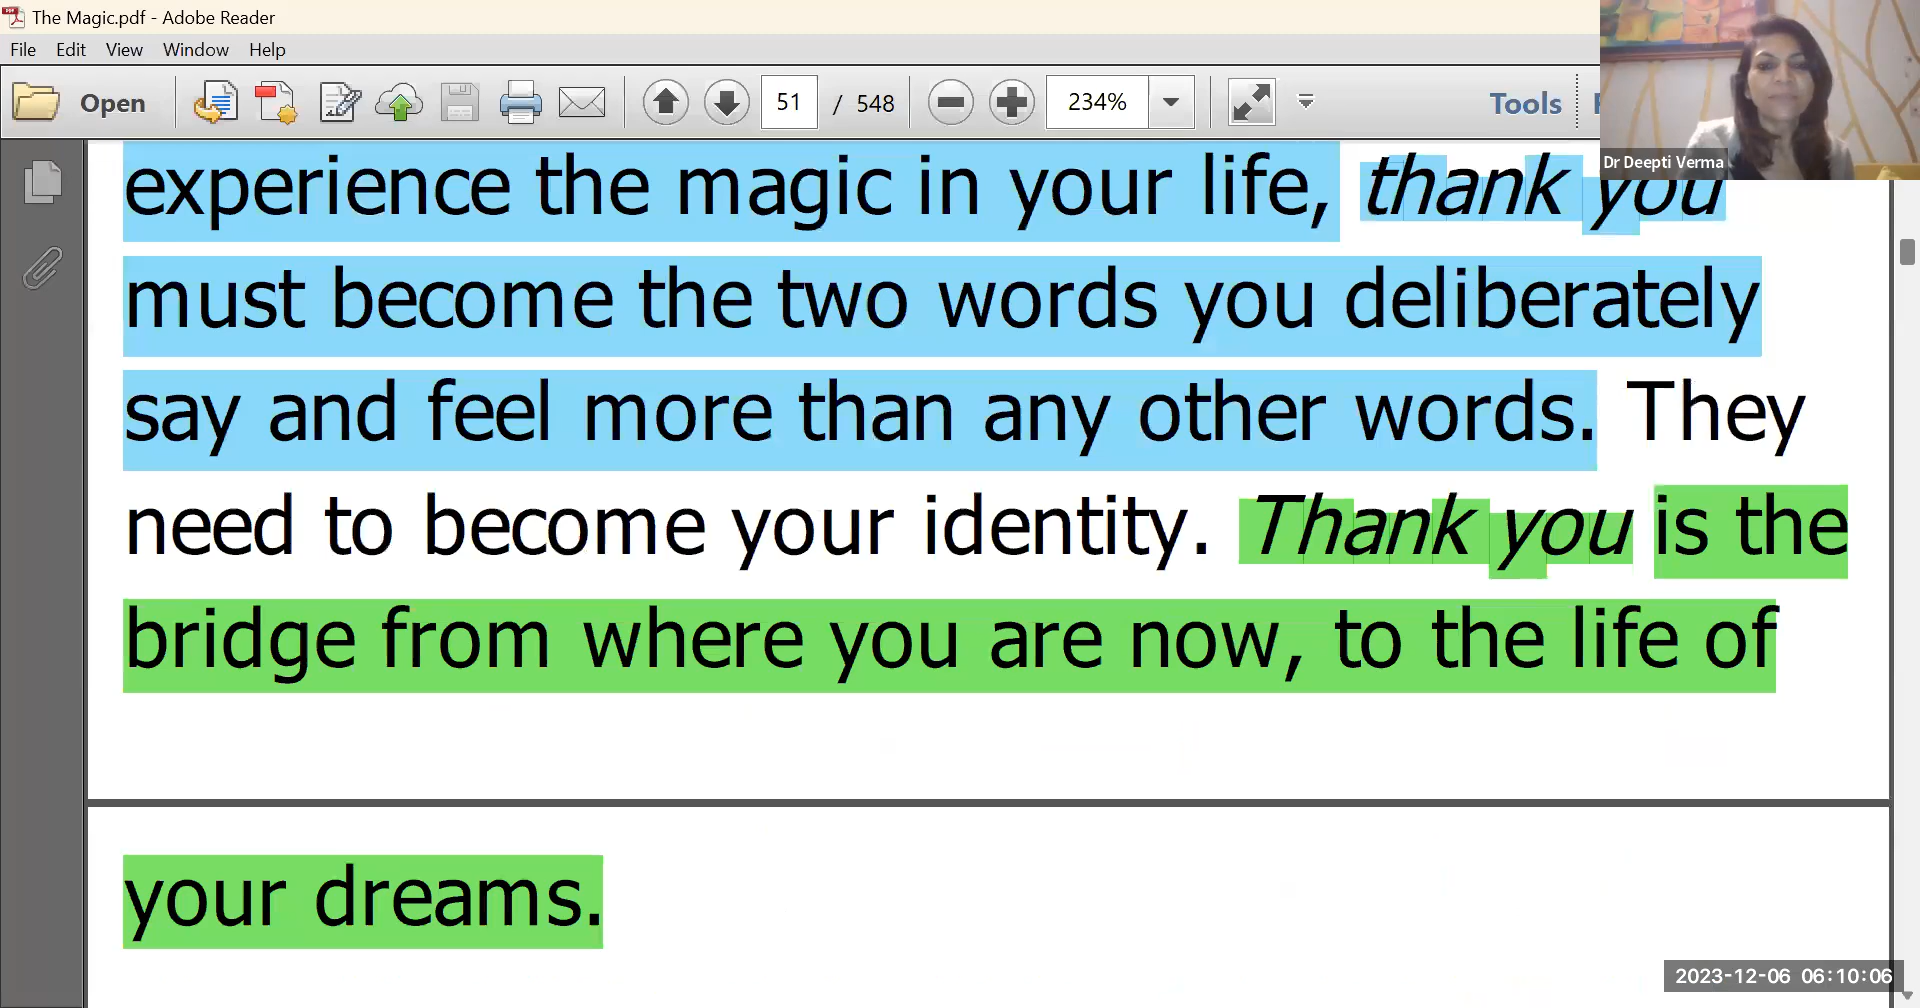 The Magic.pdf - Adobe Reader
File Edit View Window Help
Open 51 / 548 234% Tools
Dr Deepti Verma
experience the magic in your life, thank you
must become the two words you deliberately
say and feel more than any other words. They
need to become your identity. Thank you is the
bridge from where you are now, to the life of
your dreams.
2023-12-06 06:10:06